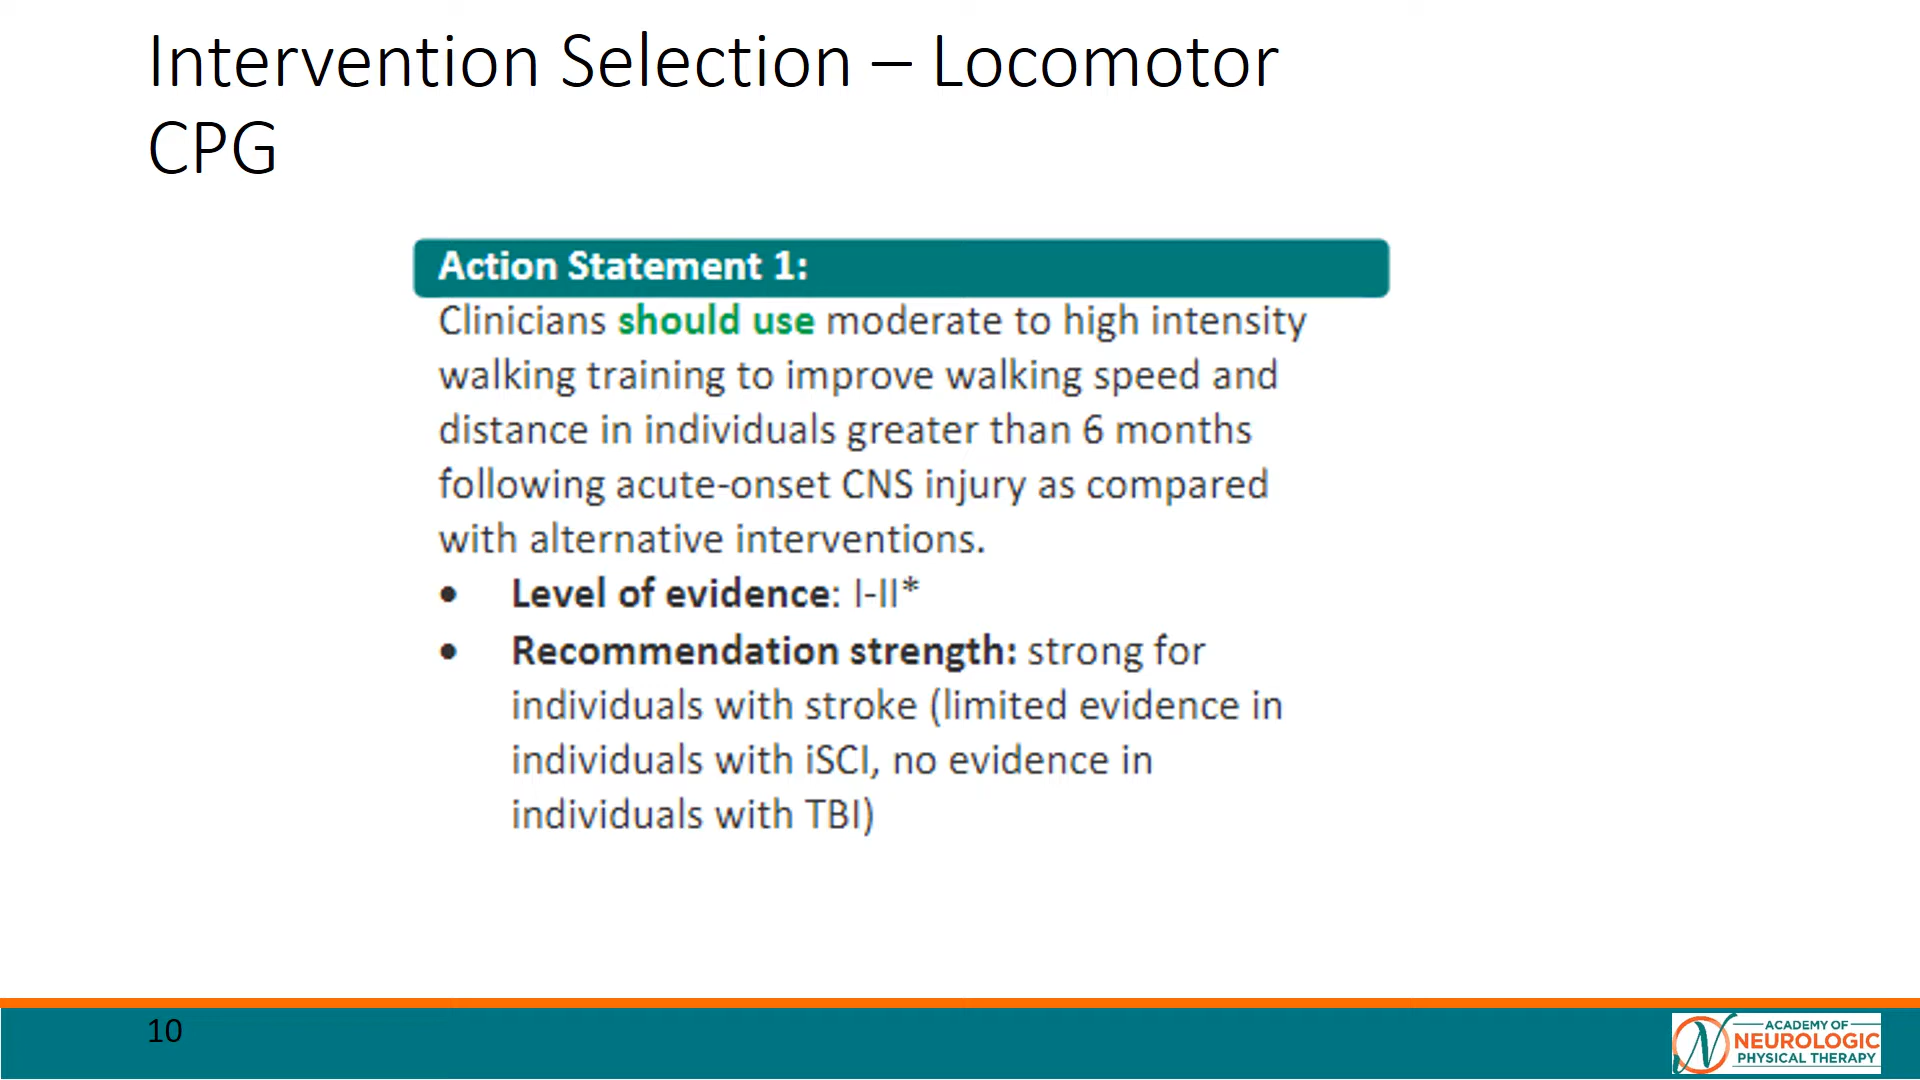 Intervention Selection – Locomotor
CPG
Action Statement 1:
Clinicians should use moderate to high intensity
walking training to improve walking speed and
distance in individuals greater than 6 months
following acute-onset CNS injury as compared
with alternative interventions.
• Level of evidence: I-II*
• Recommendation strength: strong for
individuals with stroke (limited evidence in
individuals with iSCI, no evidence in
individuals with TBI)
10
ACADEMY OF
NEUROLOGIC
PHYSICAL THERAPY